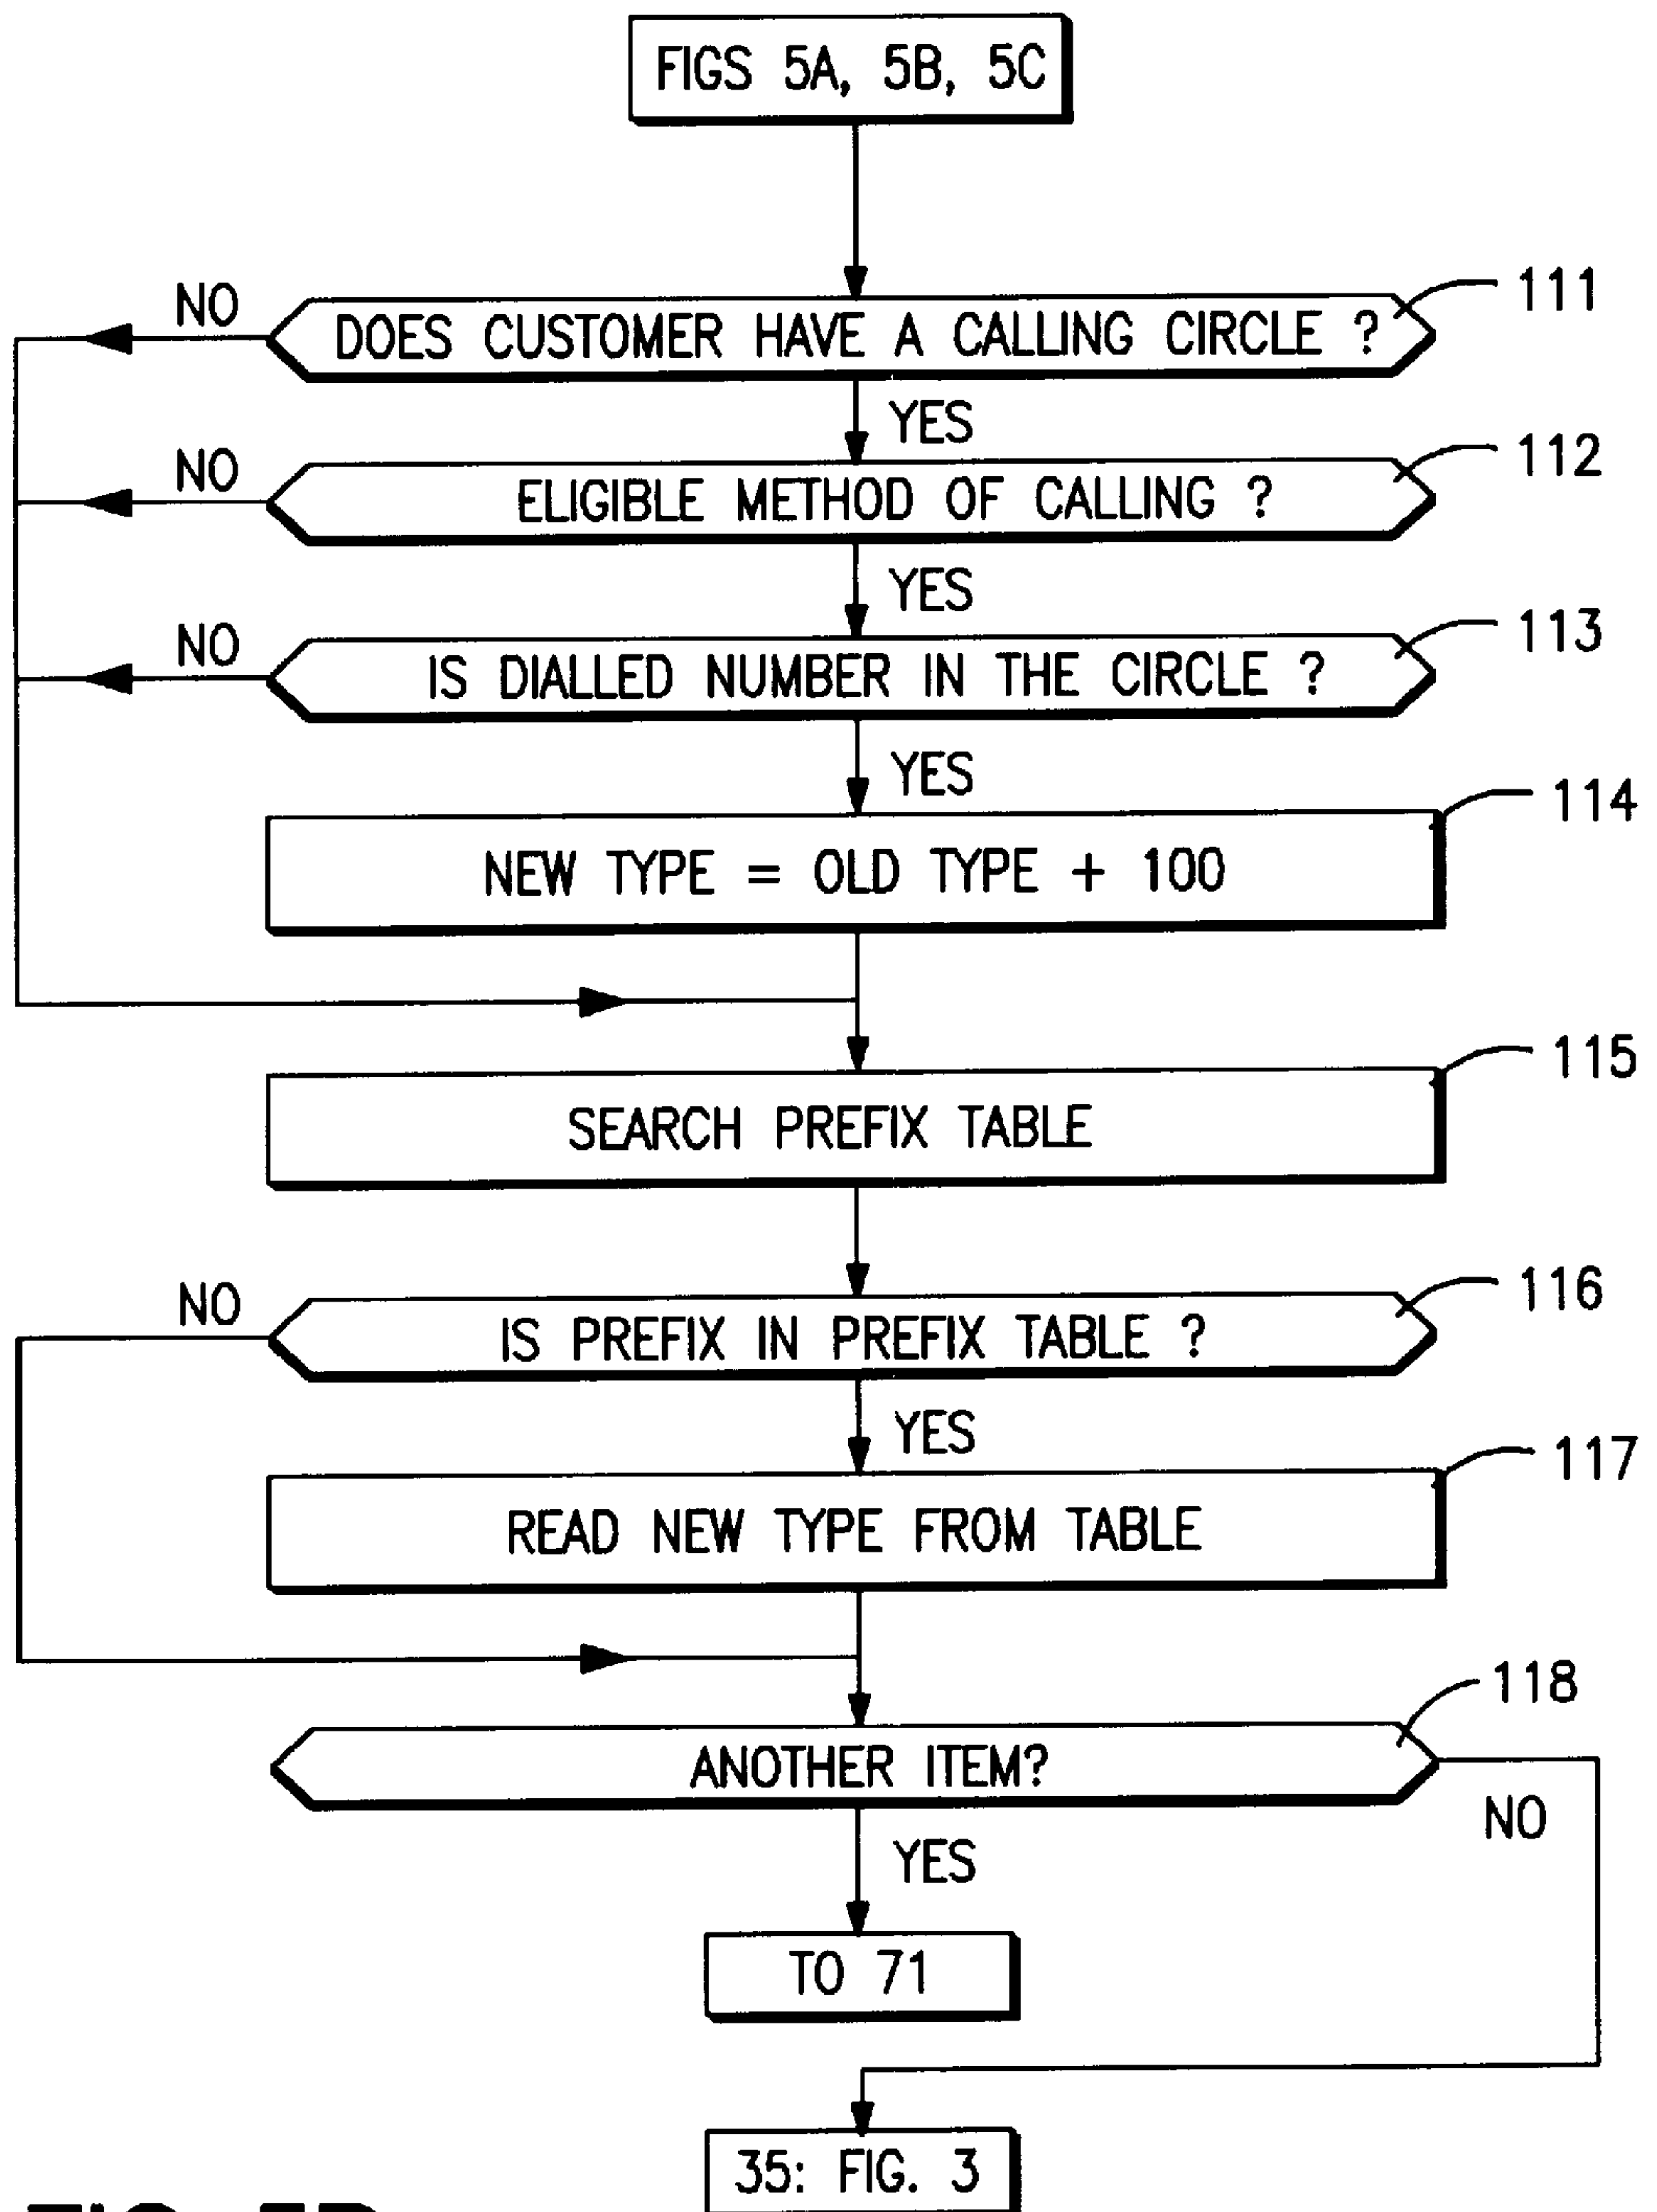 FIGS 5A, 5B, 5C
NO
DOES CUSTOMER HAVE A CALLING CIRCLE ?
111
YES
NO
ELIGIBLE METHOD OF CALLING ?
112
YES
NO
IS DIALLED NUMBER IN THE CIRCLE ?
113
YES
NEW TYPE = OLD TYPE + 100
114
SEARCH PREFIX TABLE
115
NO
IS PREFIX IN PREFIX TABLE ?
116
YES
READ NEW TYPE FROM TABLE
117
ANOTHER ITEM?
118
NO
YES
TO 71
35: FIG. 3